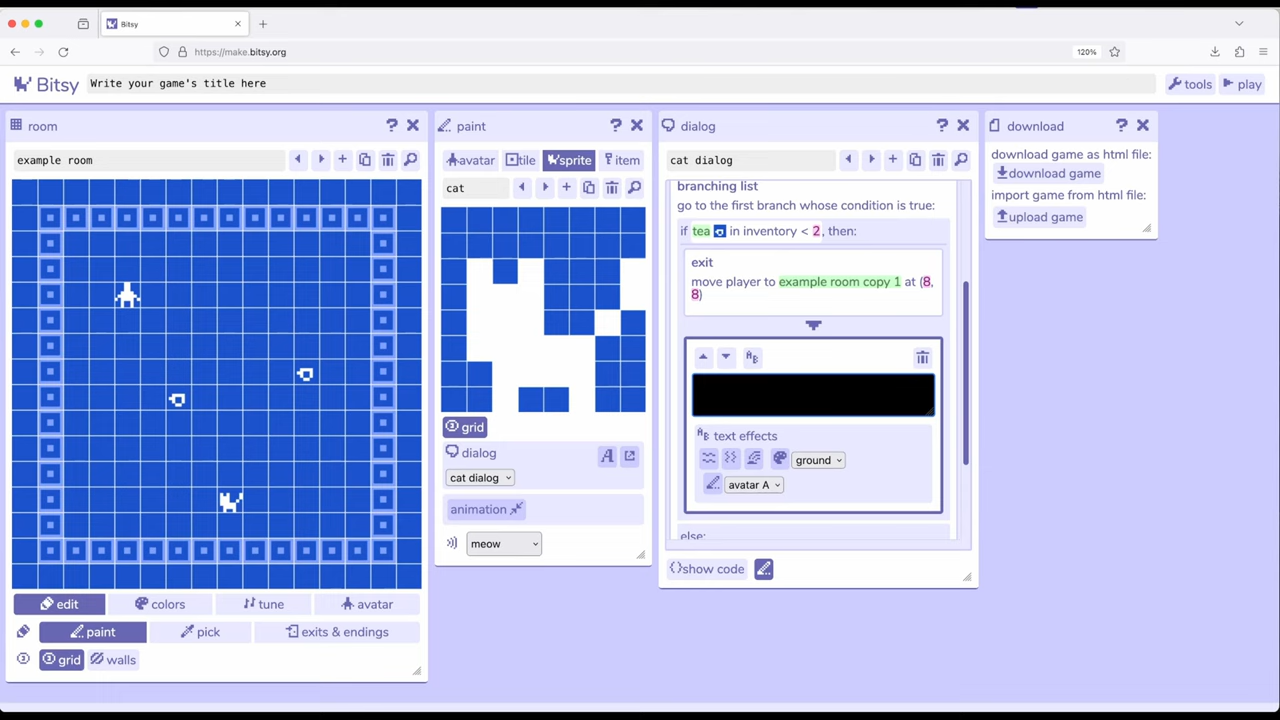 Bitsy
https://make.bitsy.org
120%
Bitsy
Write your game's title here
tools
play
room
example room
edit
colors
tune
avatar
paint
pick
exits & endings
grid
walls
paint
avatar
tile
sprite
item
cat
grid
dialog
cat dialog
animation
meow
dialog
cat dialog
branching list
go to the first branch whose condition is true:
if tea in inventory < 2, then:
exit
move player to example room copy 1 at (8,
8)
text effects
ground
avatar A
else:
show code
download
download game as html file:
download game
import game from html file:
upload game